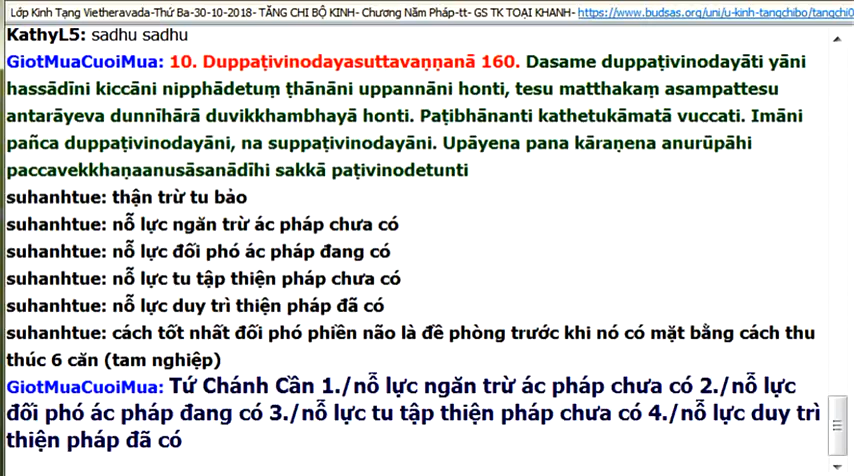 Lớp Kinh Tạng Vietheravada-Thứ Ba-30-10-2018- TĂNG CHI BỘ KINH- Chương Năm Pháp-tt- GS TK TOẠI KHANH- https://www.budsas.org/uni/u-kinh-tangchibo/tangchi0
KathyL5: sadhu sadhu
GiotMuaCuoiMua: 10. Duppaṭivinodayasuttavaṇṇanā 160. Dasame duppaṭivinodayāti yāni
hassādīni kiccāni nipphādetuṃ ṭhānāni uppannāni honti, tesu matthakaṃ asampattesu
antarāyeva dunnīhārā duvikkhambhayā honti. Paṭibhānanti kathetukāmatā vuccati. Imāni
pañca duppaṭivinodayāni, na suppaṭivinodayāni. Upāyena pana kāraṇena anurūpāhi
paccavekkhaṇaanusāsanādīhi sakkā paṭivinodetunti
suhanhtue: thận trừ tu bảo
suhanhtue: nỗ lực ngăn trừ ác pháp chưa có
suhanhtue: nỗ lực đối phó ác pháp đang có
suhanhtue: nỗ lực tu tập thiện pháp chưa có
suhanhtue: nỗ lực duy trì thiện pháp đã có
suhanhtue: cách tốt nhất đối phó phiền não là đề phòng trước khi nó có mặt bằng cách thu
thúc 6 căn (tam nghiệp)
GiotMuaCuoiMua: Tứ Chánh Cần 1./nỗ lực ngăn trừ ác pháp chưa có 2./nỗ lực
đối phó ác pháp đang có 3./nỗ lực tu tập thiện pháp chưa có 4./nỗ lực duy trì
thiện pháp đã có